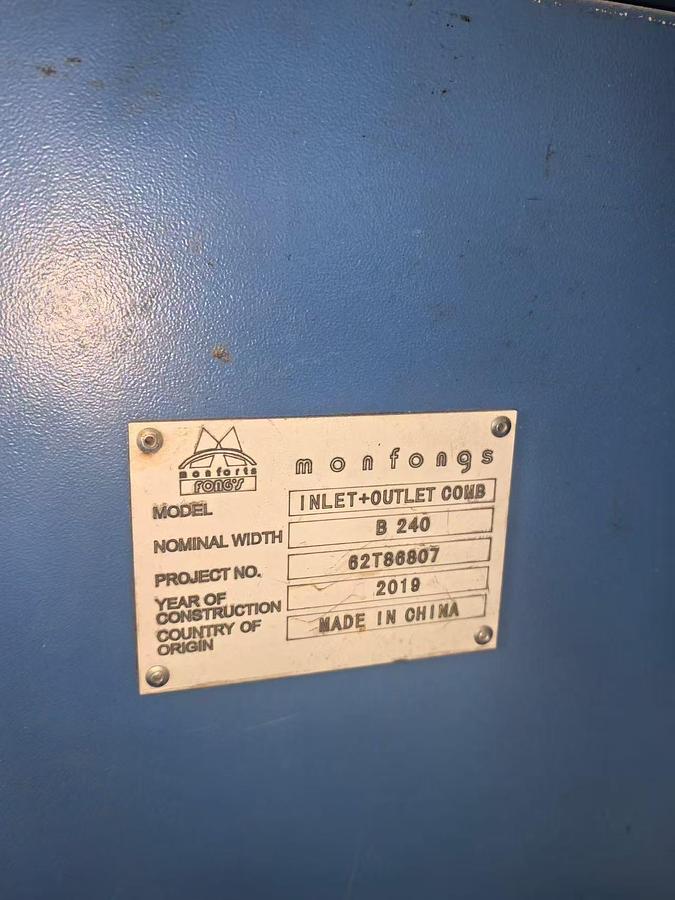 monforts
FONG'S
monfongs
MODEL INLET+OUTLET COMB
NOMINAL WIDTH B 240
PROJECT NO. 62T86807
YEAR OF
CONSTRUCTION 2019
COUNTRY OF
ORIGIN MADE IN CHINA